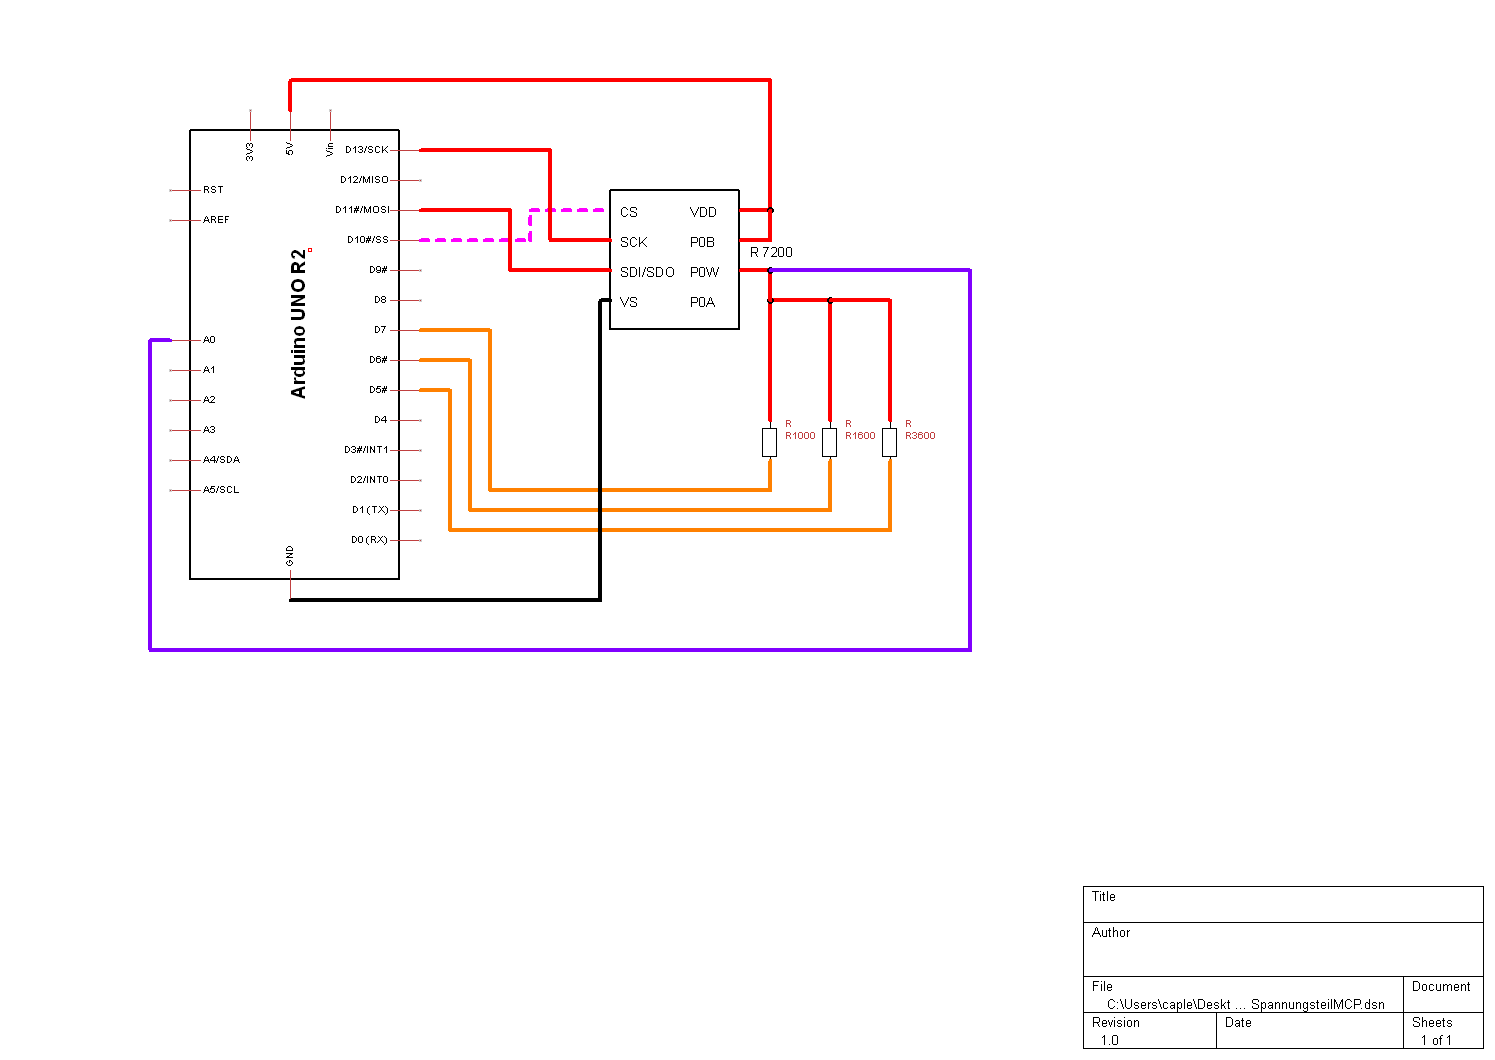 3V3
5V
Vin
RST
AREF
Arduino UNO R2
A0
A1
A2
A3
A4/SDA
A5/SCL
GND
D13/SCK
D12/MISO
D11#/MOSI
D10#/SS
D9#
D8
D7
D6#
D5#
D4
D3#/INT1
D2/INT0
D1(TX)
D0(RX)
CS VDD
SCK P0B
SDI/SDO P0W
VS P0A
R 7200
R
R1000
R
R1600
R
R3600
Title
Author
File Document
C:\Users\caple\Deskt ... SpannungsteilMCP.dsn
Revision Date Sheets
1.0 1 of 1